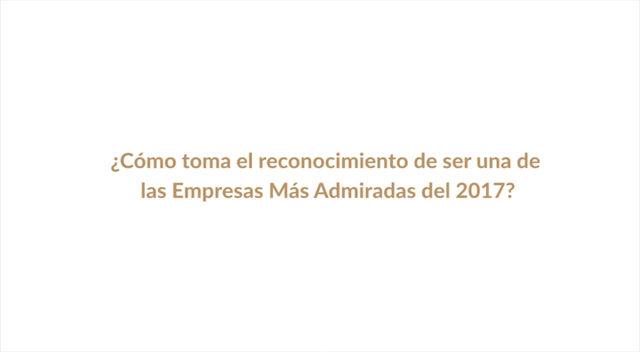 ¿Cómo toma el reconocimiento de ser una de
las Empresas Más Admiradas del 2017?